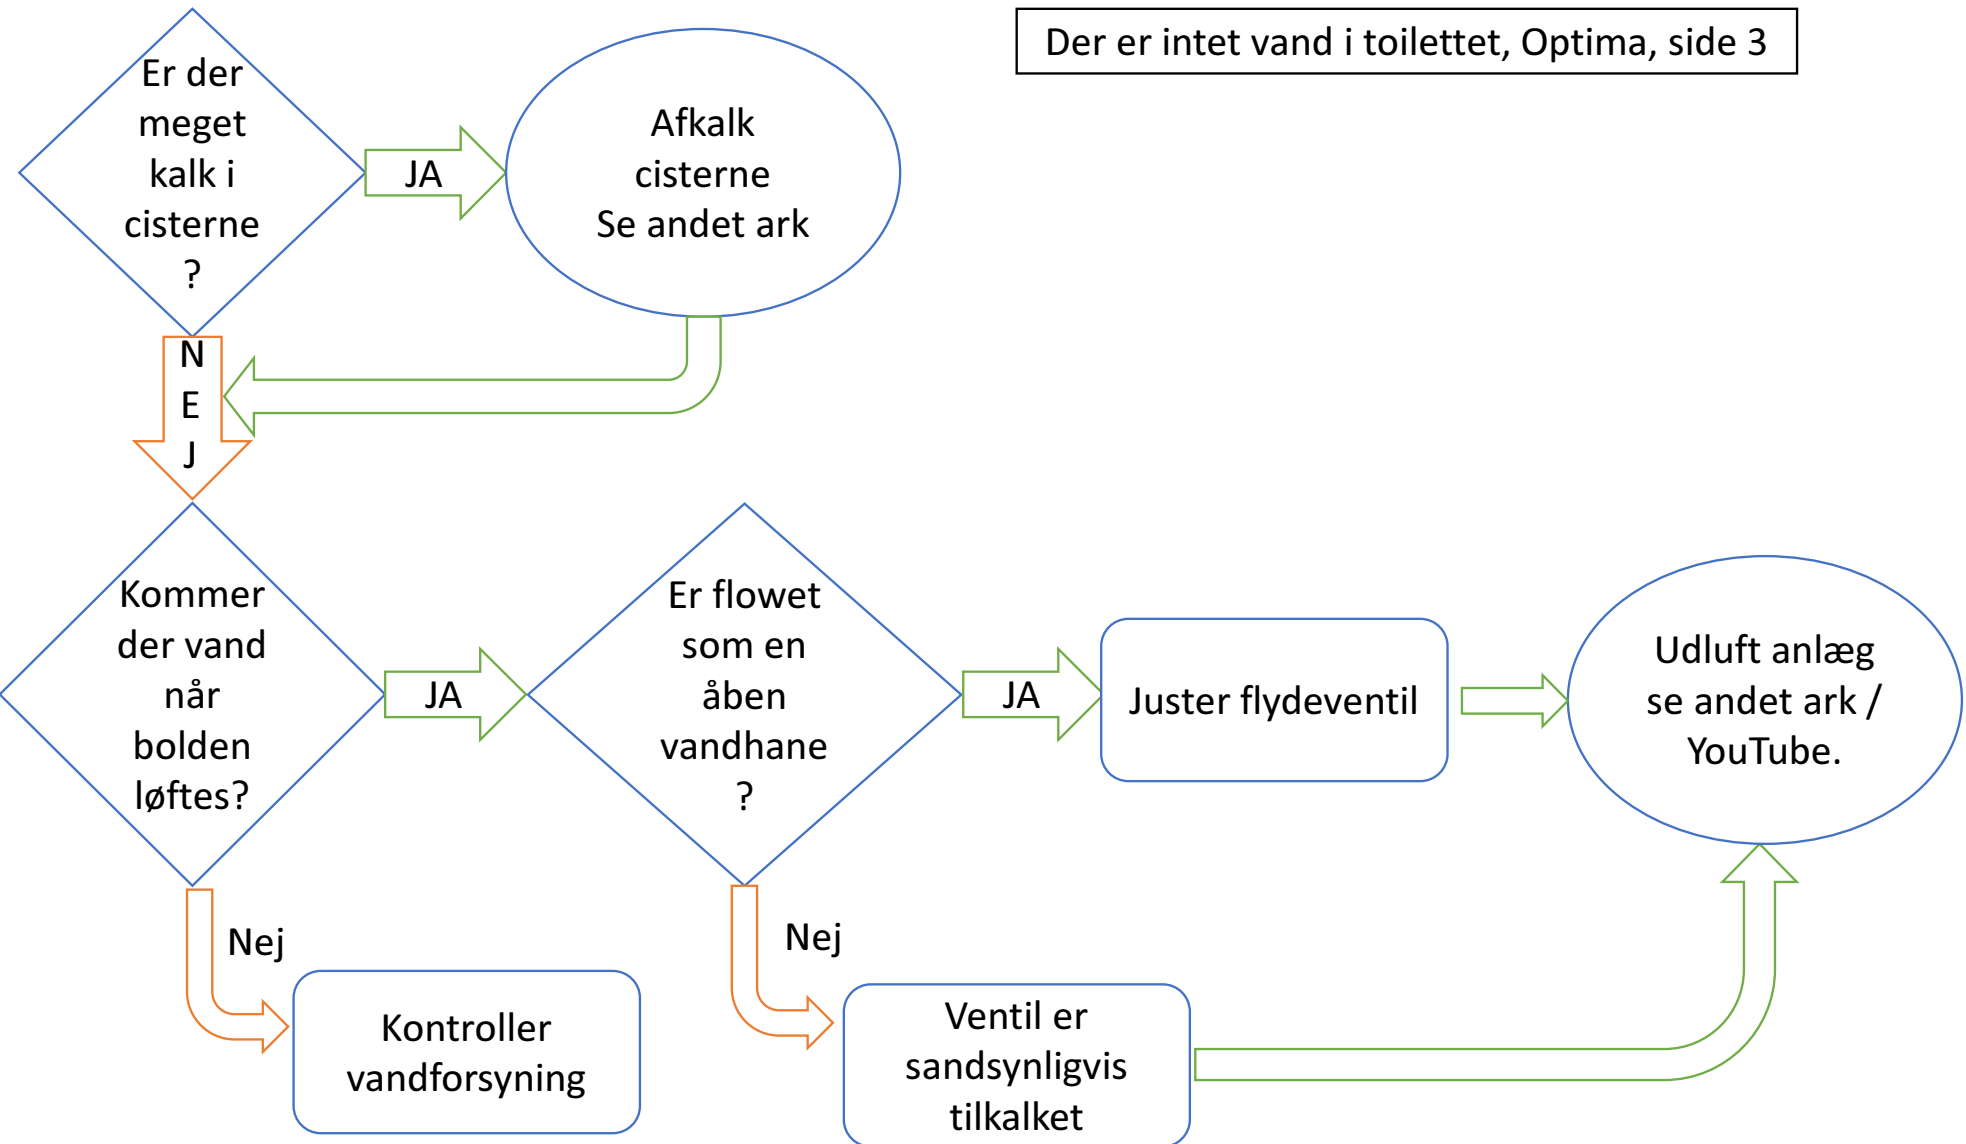 Der er intet vand i toilettet, Optima, side 3
Er der
meget
kalk i
cisterne
?
JA
Afkalk
cisterne
Se andet ark
N
E
J
Kommer
der vand
når
bolden
løftes?
JA
Er flowet
som en
åben
vandhane
?
JA
Juster flydeventil
Udluft anlæg
se andet ark /
YouTube.
Nej
Kontroller
vandforsyning
Nej
Ventil er
sandsynligvis
tilkalket